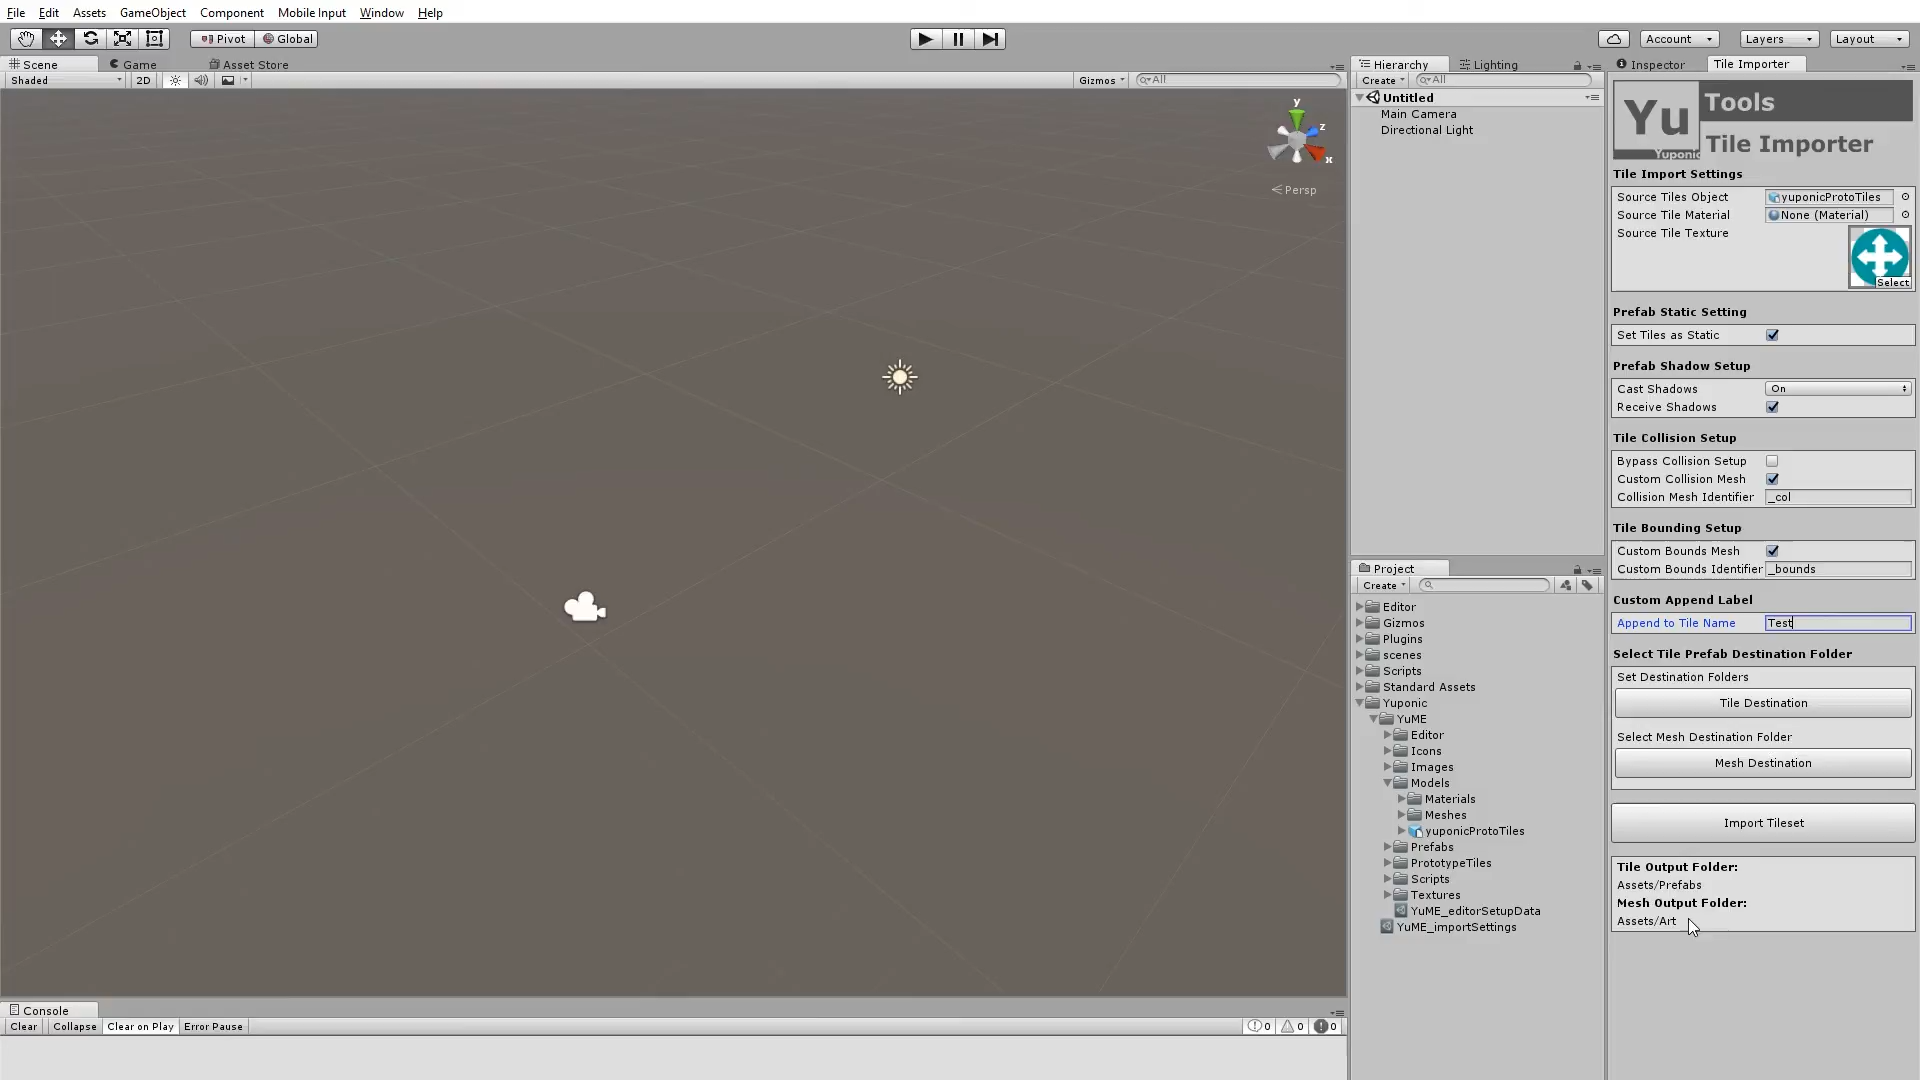 File Edit Assets GameObject Component Mobile Input Window Help
Pivot Global Account Layers Layout
Scene Game Asset Store
Shaded 2D Gizmos All
y
z
x
Persp
Console
Clear Collapse Clear on Play Error Pause 0 0 0
Hierarchy Lighting
Create All
Untitled
Main Camera
Directional Light
Project
Create
Editor
Gizmos
Plugins
scenes
Scripts
Standard Assets
Yuponic
YuME
Editor
Icons
Images
Models
Materials
Meshes
yuponicProtoTiles
Prefabs
PrototypeTiles
Scripts
Textures
YuME_editorSetupData
YuME_importSettings
Inspector Tile Importer
Yu Tools
Yuponic Tile Importer
Tile Import Settings
Source Tiles Object yuponicProtoTiles
Source Tile Material None (Material)
Source Tile Texture
Select
Prefab Static Setting
Set Tiles as Static
Prefab Shadow Setup
Cast Shadows On
Receive Shadows
Tile Collision Setup
Bypass Collision Setup
Custom Collision Mesh
Collision Mesh Identifier _col
Tile Bounding Setup
Custom Bounds Mesh
Custom Bounds Identifier _bounds
Custom Append Label
Append to Tile Name Test
Select Tile Prefab Destination Folder
Set Destination Folders
Tile Destination
Select Mesh Destination Folder
Mesh Destination
Import Tileset
Tile Output Folder:
Assets/Prefabs
Mesh Output Folder:
Assets/Art